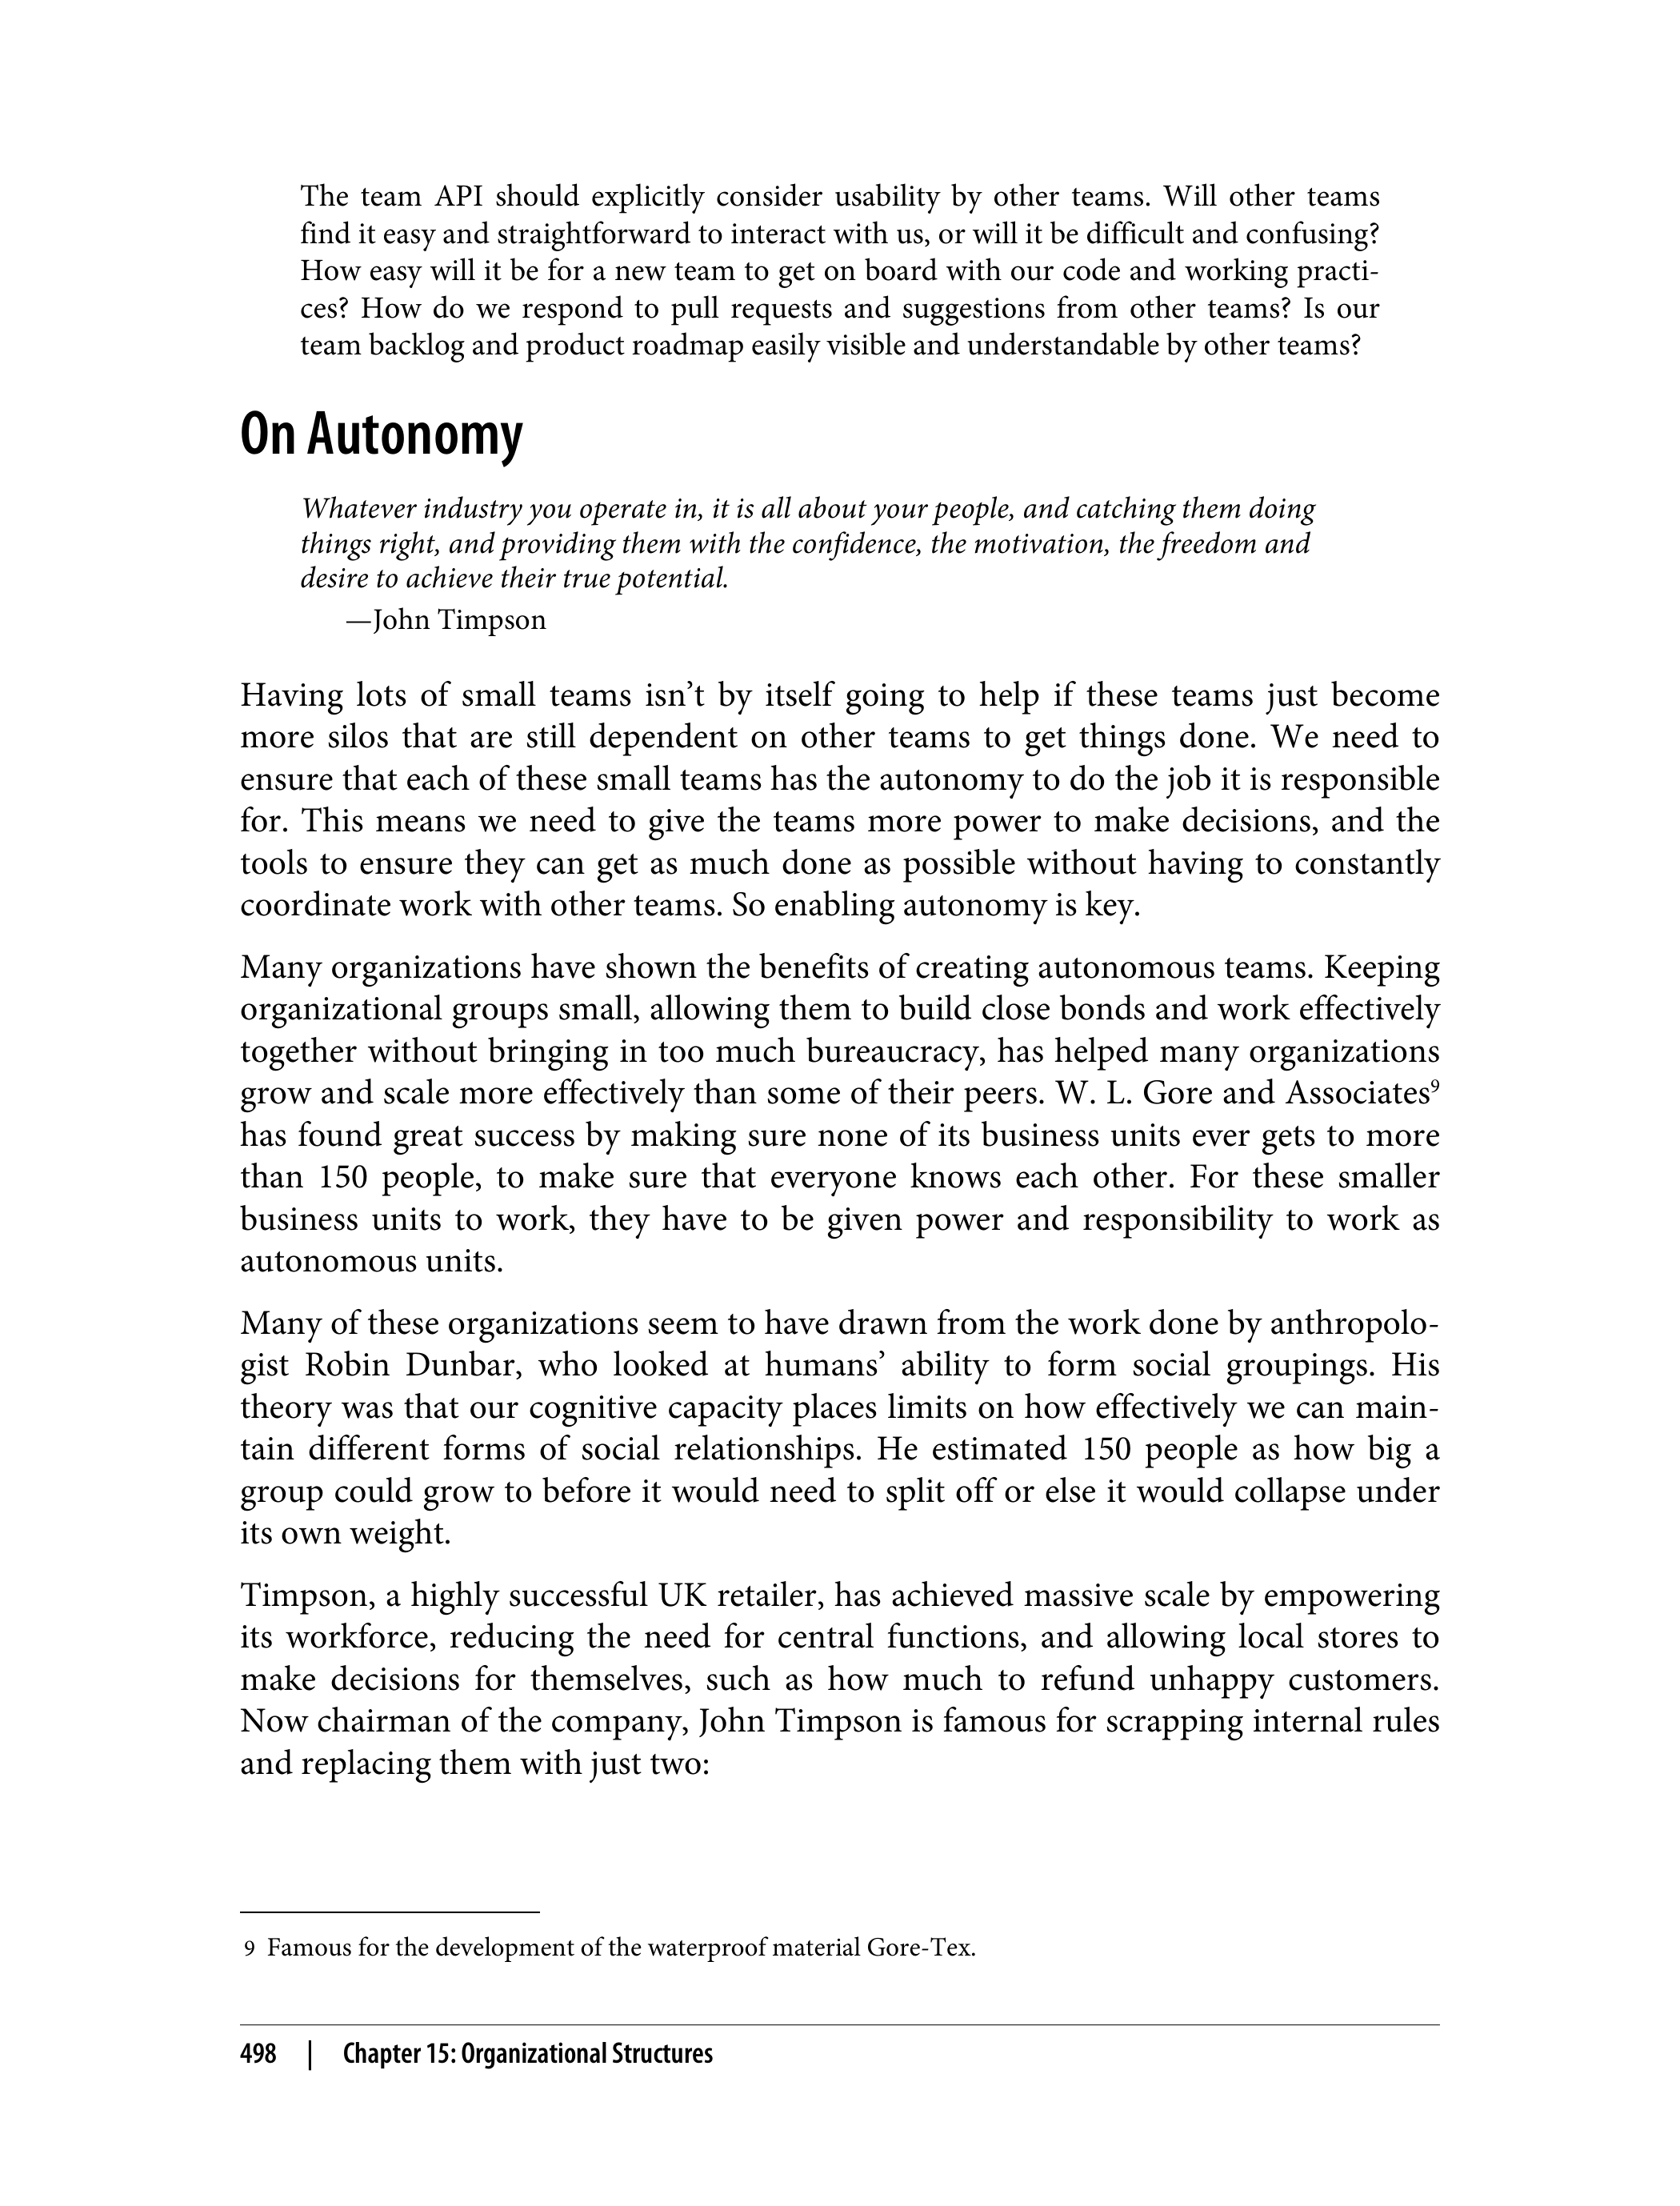 The team API should explicitly consider usability by other teams. Will other teams
find it easy and straightforward to interact with us, or will it be difficult and confusing?
How easy will it be for a new team to get on board with our code and working practi-
ces? How do we respond to pull requests and suggestions from other teams? Is our
team backlog and product roadmap easily visible and understandable by other teams?
On Autonomy
Whatever industry you operate in, it is all about your people, and catching them doing
things right, and providing them with the confidence, the motivation, the freedom and
desire to achieve their true potential.
—John Timpson
Having lots of small teams isn’t by itself going to help if these teams just become
more silos that are still dependent on other teams to get things done. We need to
ensure that each of these small teams has the autonomy to do the job it is responsible
for. This means we need to give the teams more power to make decisions, and the
tools to ensure they can get as much done as possible without having to constantly
coordinate work with other teams. So enabling autonomy is key.
Many organizations have shown the benefits of creating autonomous teams. Keeping
organizational groups small, allowing them to build close bonds and work effectively
together without bringing in too much bureaucracy, has helped many organizations
grow and scale more effectively than some of their peers. W. L. Gore and Associates⁹
has found great success by making sure none of its business units ever gets to more
than 150 people, to make sure that everyone knows each other. For these smaller
business units to work, they have to be given power and responsibility to work as
autonomous units.
Many of these organizations seem to have drawn from the work done by anthropolo-
gist Robin Dunbar, who looked at humans’ ability to form social groupings. His
theory was that our cognitive capacity places limits on how effectively we can main-
tain different forms of social relationships. He estimated 150 people as how big a
group could grow to before it would need to split off or else it would collapse under
its own weight.
Timpson, a highly successful UK retailer, has achieved massive scale by empowering
its workforce, reducing the need for central functions, and allowing local stores to
make decisions for themselves, such as how much to refund unhappy customers.
Now chairman of the company, John Timpson is famous for scrapping internal rules
and replacing them with just two:
9 Famous for the development of the waterproof material Gore-Tex.
498 | Chapter 15: Organizational Structures